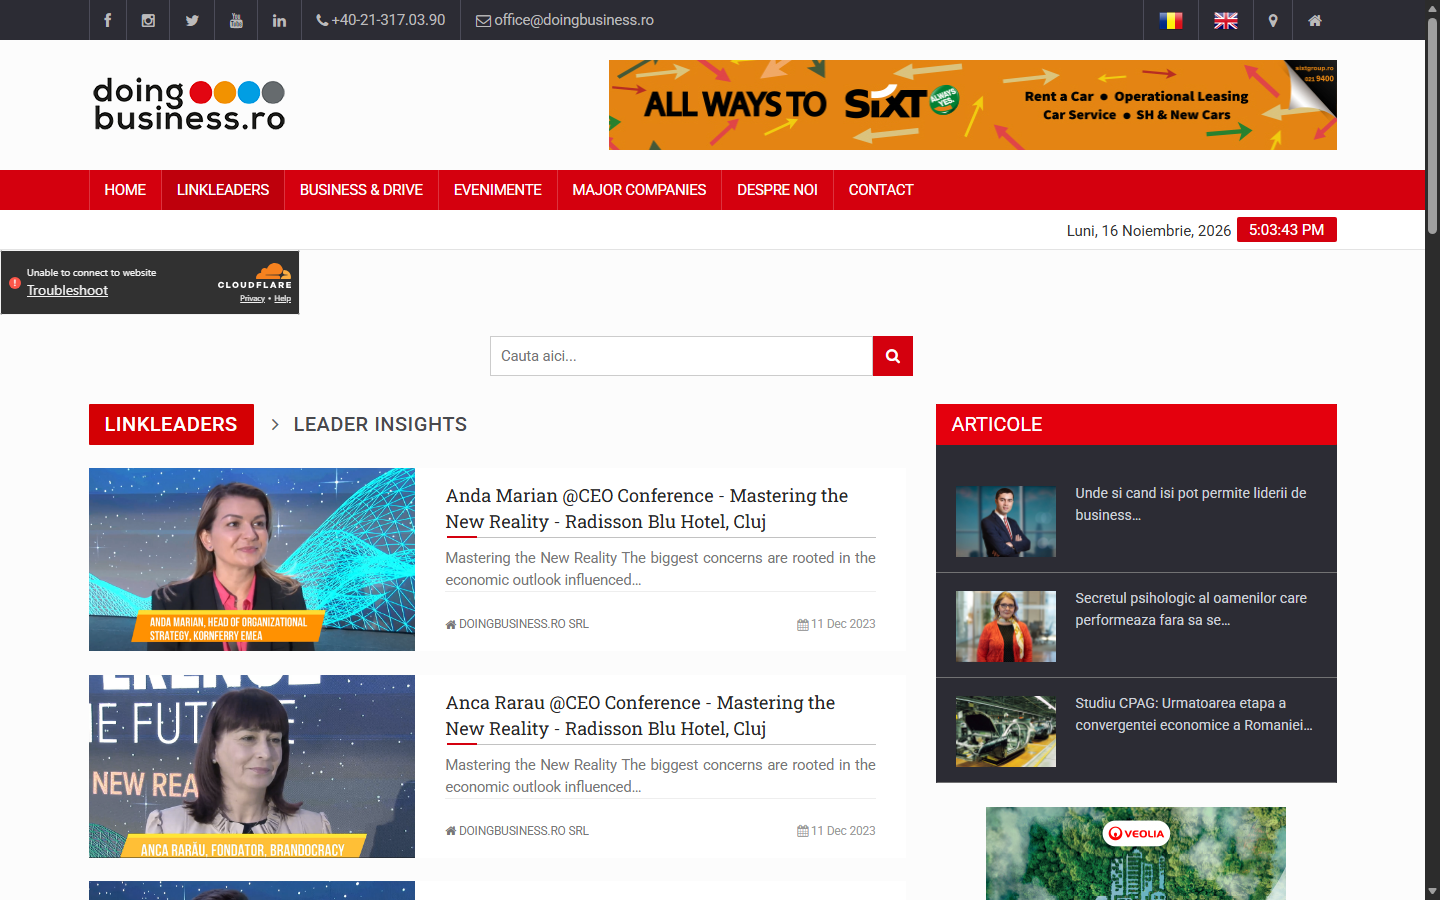 +40-21-317.03.90
office@doingbusiness.ro
doing
business.ro
ALL WAYS TO SIXT
ALWAYS YES.
Rent a Car • Operational Leasing
Car Service • SH & New Cars
sixtgroup.ro
021 9400
HOME
LINKLEADERS
BUSINESS & DRIVE
EVENIMENTE
MAJOR COMPANIES
DESPRE NOI
CONTACT
Luni, 16 Noiembrie, 2026
5:03:43 PM
Unable to connect to website
Troubleshoot
CLOUDFLARE
Privacy • Help
Cauta aici...
LINKLEADERS
LEADER INSIGHTS
ANDA MARIAN, HEAD OF ORGANIZATIONAL
STRATEGY, KORNFERRY EMEA
Anda Marian @CEO Conference - Mastering the
New Reality - Radisson Blu Hotel, Cluj
Mastering the New Reality The biggest concerns are rooted in the
economic outlook influenced...
DOINGBUSINESS.RO SRL
11 Dec 2023
NEW REA
ANCA RARĂU, FONDATOR, BRANDOCRACY
Anca Rarau @CEO Conference - Mastering the
New Reality - Radisson Blu Hotel, Cluj
Mastering the New Reality The biggest concerns are rooted in the
economic outlook influenced...
DOINGBUSINESS.RO SRL
11 Dec 2023
ARTICOLE
Unde si cand isi pot permite liderii de
business...
Secretul psihologic al oamenilor care
performeaza fara sa se...
Studiu CPAG: Urmatoarea etapa a
convergentei economice a Romaniei...
VEOLIA